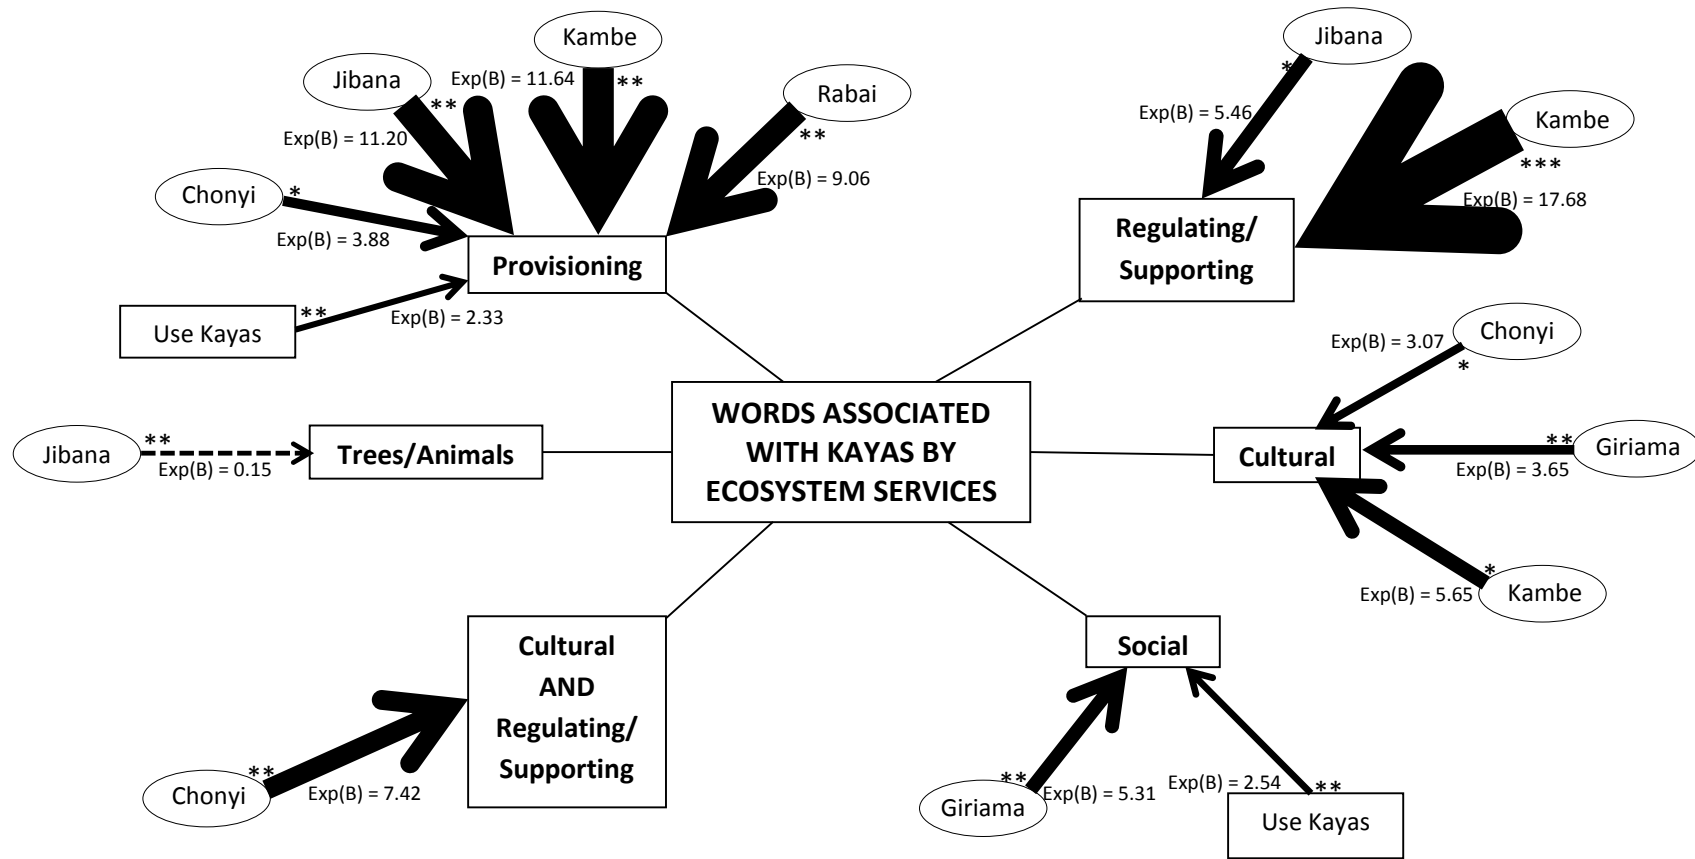 Kambe
Exp(B) = 11.64
**
Jibana
**
Exp(B) = 11.20
Rabai
**
Exp(B) = 9.06
Chonyi
*
Exp(B) = 3.88
Provisioning
Use Kayas
**
Exp(B) = 2.33
Jibana
*
Exp(B) = 5.46
Kambe
***
Exp(B) = 17.68
Regulating/
Supporting
Chonyi
Exp(B) = 3.07
*
Giriama
**
Exp(B) = 3.65
Cultural
Kambe
*
Exp(B) = 5.65
WORDS ASSOCIATED
WITH KAYAS BY
ECOSYSTEM SERVICES
Jibana
**
Exp(B) = 0.15
Trees/Animals
Cultural
AND
Regulating/
Supporting
Chonyi
**
Exp(B) = 7.42
Social
Giriama
**
Exp(B) = 5.31
Exp(B) = 2.54
**
Use Kayas